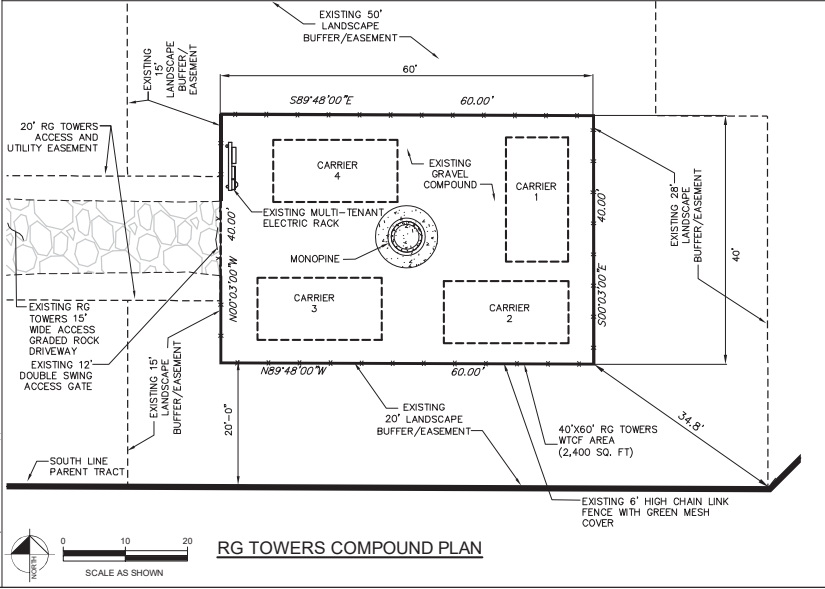 EXISTING 50'
LANDSCAPE
BUFFER/EASEMENT
EXISTING
15'
LANDSCAPE
BUFFER/
EASEMENT
60'
S89°48'00"E
60.00'
20' RG TOWERS
ACCESS AND
UTILITY EASEMENT
CARRIER
4
EXISTING
GRAVEL
COMPOUND
CARRIER
1
EXISTING 28'
LANDSCAPE
BUFFER/EASEMENT
40.00'
40'
S00°03'00"E
EXISTING MULTI-TENANT
ELECTRIC RACK
40.00'
N00°03'00"W
MONOPINE
CARRIER
3
CARRIER
2
EXISTING RG
TOWERS 15'
WIDE ACCESS
GRADED ROCK
DRIVEWAY
EXISTING 12'
DOUBLE SWING
ACCESS GATE
EXISTING 15'
LANDSCAPE
BUFFER/EASEMENT
N89°48'00"W
60.00'
20'-0"
EXISTING
20' LANDSCAPE
BUFFER/EASEMENT
40'X60' RG TOWERS
WTCF AREA
(2,400 SQ. FT)
34.8'
SOUTH LINE
PARENT TRACT
EXISTING 6' HIGH CHAIN LINK
FENCE WITH GREEN MESH
COVER
NORTH
0 10 20
SCALE AS SHOWN
RG TOWERS COMPOUND PLAN